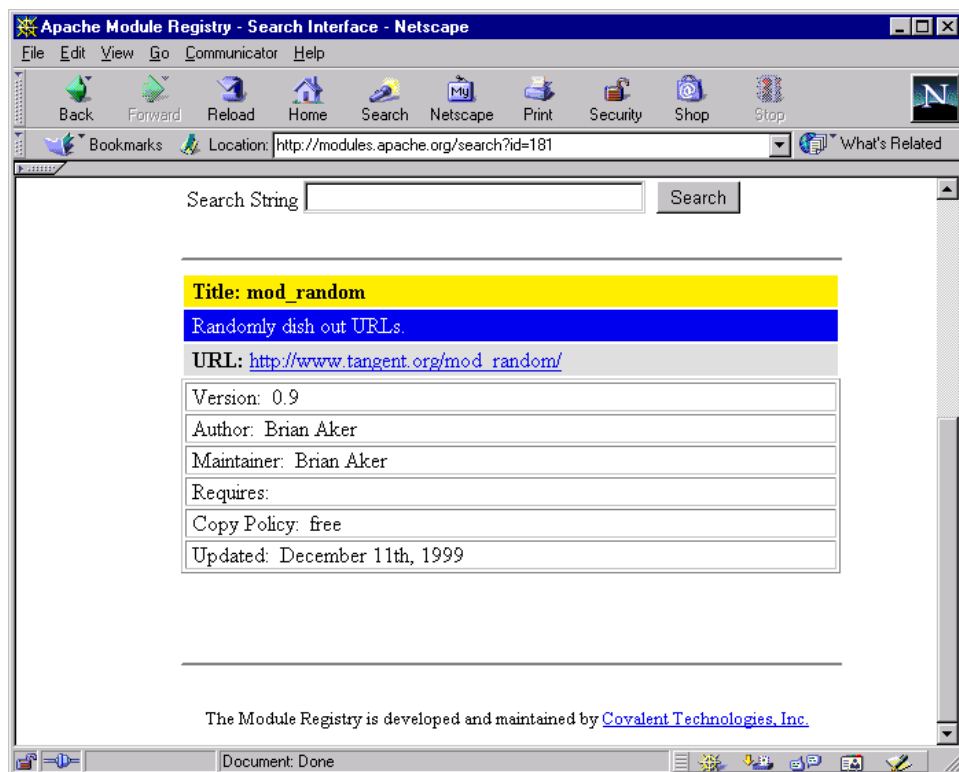 Apache Module Registry - Search Interface - Netscape
File Edit View Go Communicator Help
My
Back Forward Reload Home Search Netscape Print Security Shop Stop
N
Bookmarks Location: http://modules.apache.org/search?id=181 What's Related
Search String Search
Title: mod_random
Randomly dish out URLs.
URL: http://www.tangent.org/mod_random/
Version: 0.9
Author: Brian Aker
Maintainer: Brian Aker
Requires:
Copy Policy: free
Updated: December 11th, 1999
The Module Registry is developed and maintained by Covalent Technologies, Inc.
Document: Done